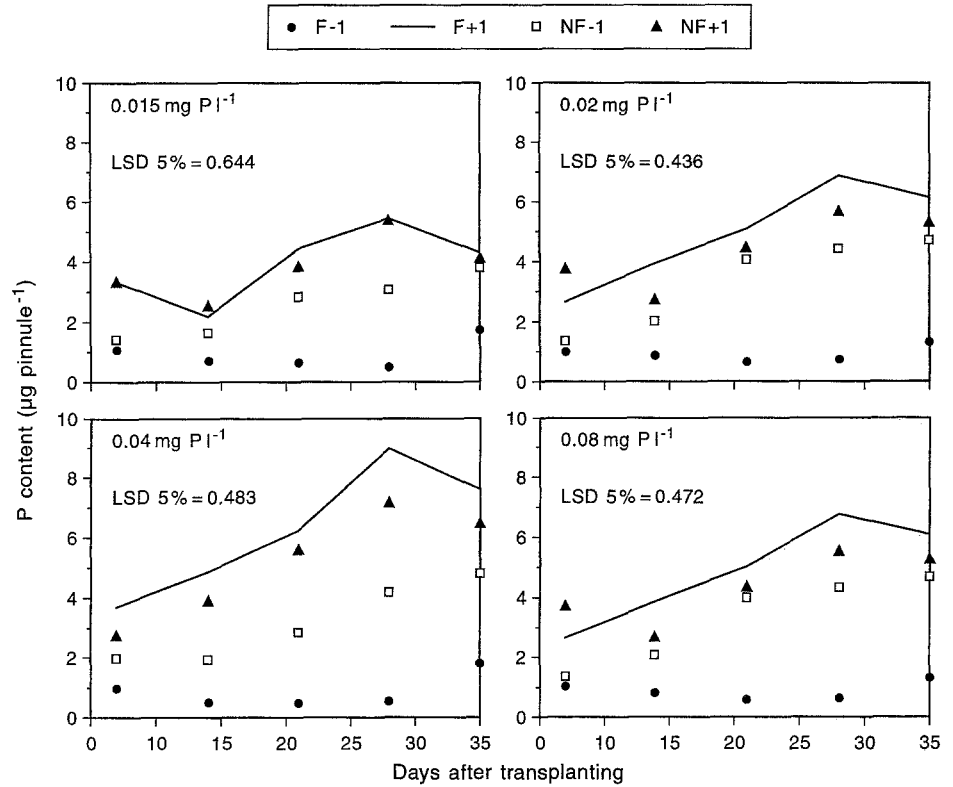 F-1 F+1 NF-1 NF+1
10 0.015 mg P l⁻¹
8
LSD 5% = 0.644
6
4
2
0
10 0.02 mg P l⁻¹
8
LSD 5% = 0.436
6
4
2
0
P content (µg pinnule⁻¹)
10 0.04 mg P l⁻¹
8
LSD 5% = 0.483
6
4
2
0
0 10 15 20 25 30 35
10 0.08 mg P l⁻¹
8
LSD 5% = 0.472
6
4
2
0
0 10 15 20 25 30 35
Days after transplanting